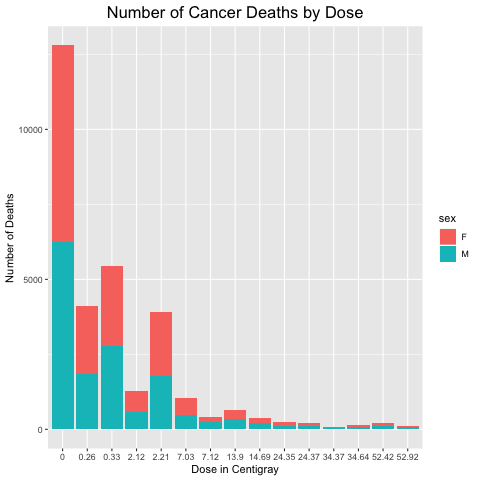 Number of Cancer Deaths by Dose
Number of Deaths
10000
5000
0
0 0.26 0.33 2.12 2.21 7.03 7.12 13.9 14.69 24.35 24.37 34.37 34.64 52.42 52.92
Dose in Centigray
sex
F
M